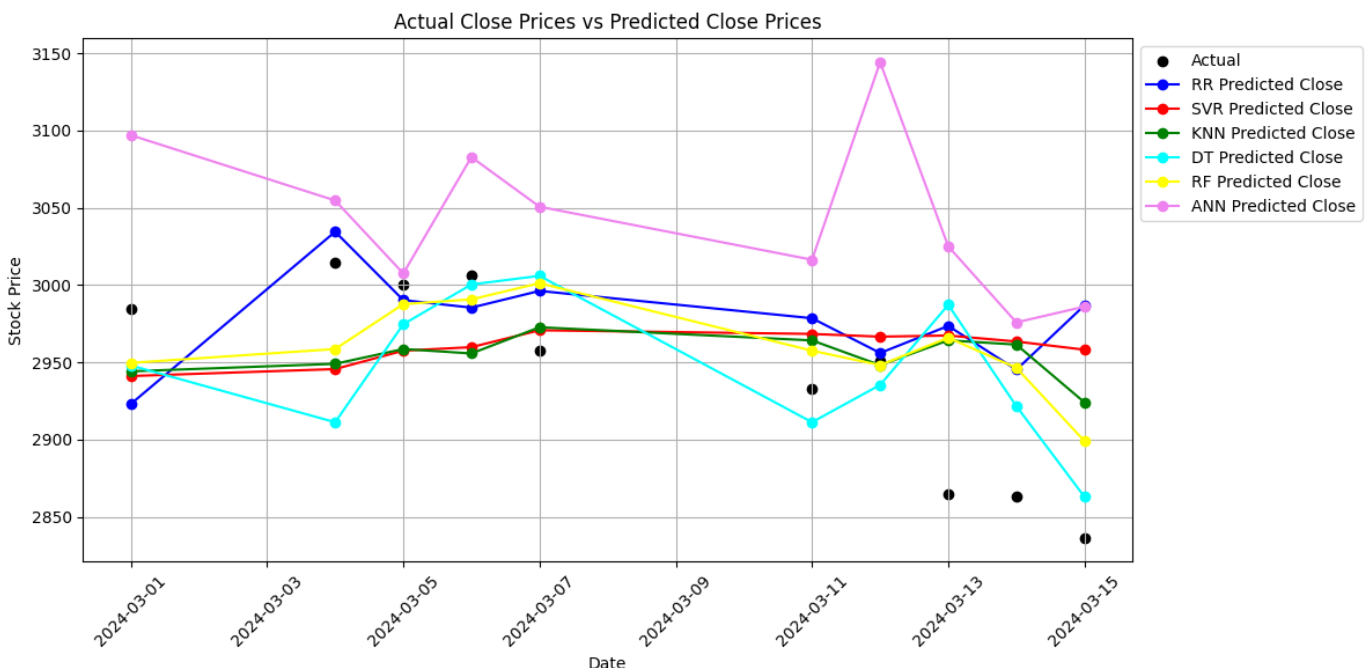 Actual Close Prices vs Predicted Close Prices
Stock Price
3150
3100
3050
3000
2950
2900
2850
2024-03-01
2024-03-03
2024-03-05
2024-03-07
2024-03-09
2024-03-11
2024-03-13
2024-03-15
Date
Actual
RR Predicted Close
SVR Predicted Close
KNN Predicted Close
DT Predicted Close
RF Predicted Close
ANN Predicted Close